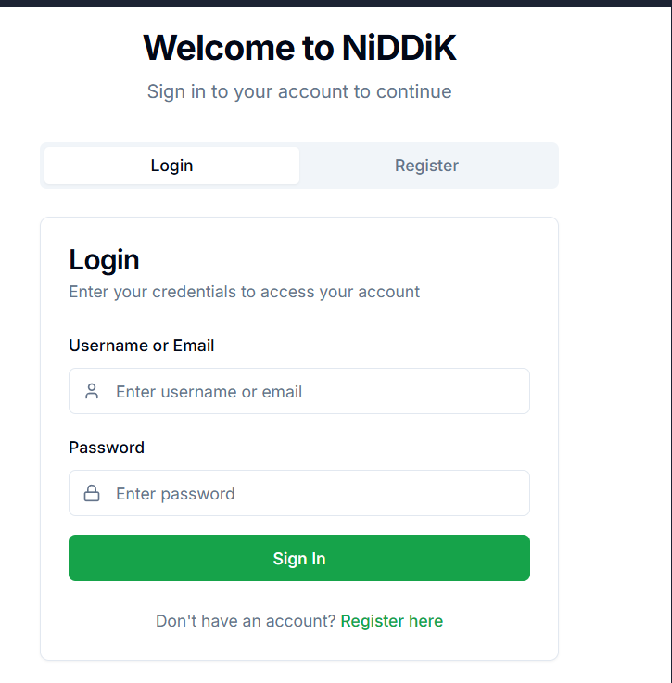 Welcome to NiDDiK
Sign in to your account to continue
Login
Register
Login
Enter your credentials to access your account
Username or Email
Enter username or email
Password
Enter password
Sign In
Don't have an account? Register here